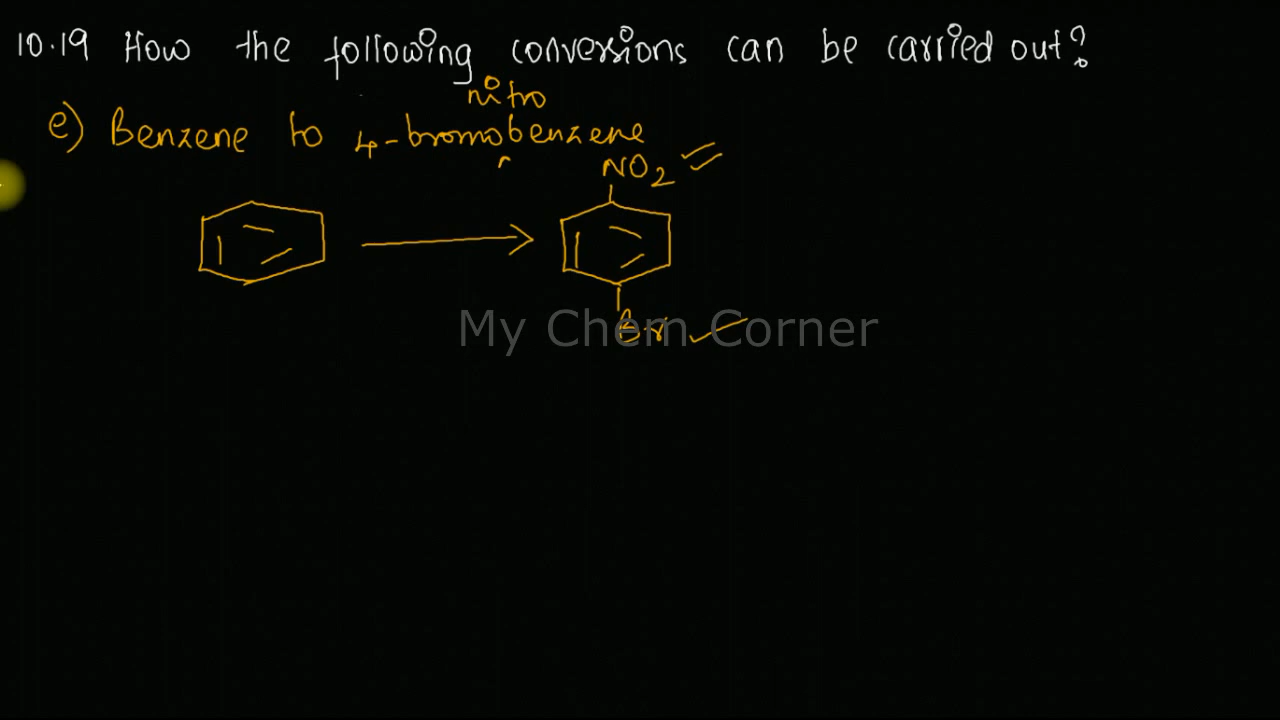 10.19 How the following conversions can be carried out?
nitro
e) Benzene to 4-bromobenzene
NO2
Br
My Chem Corner